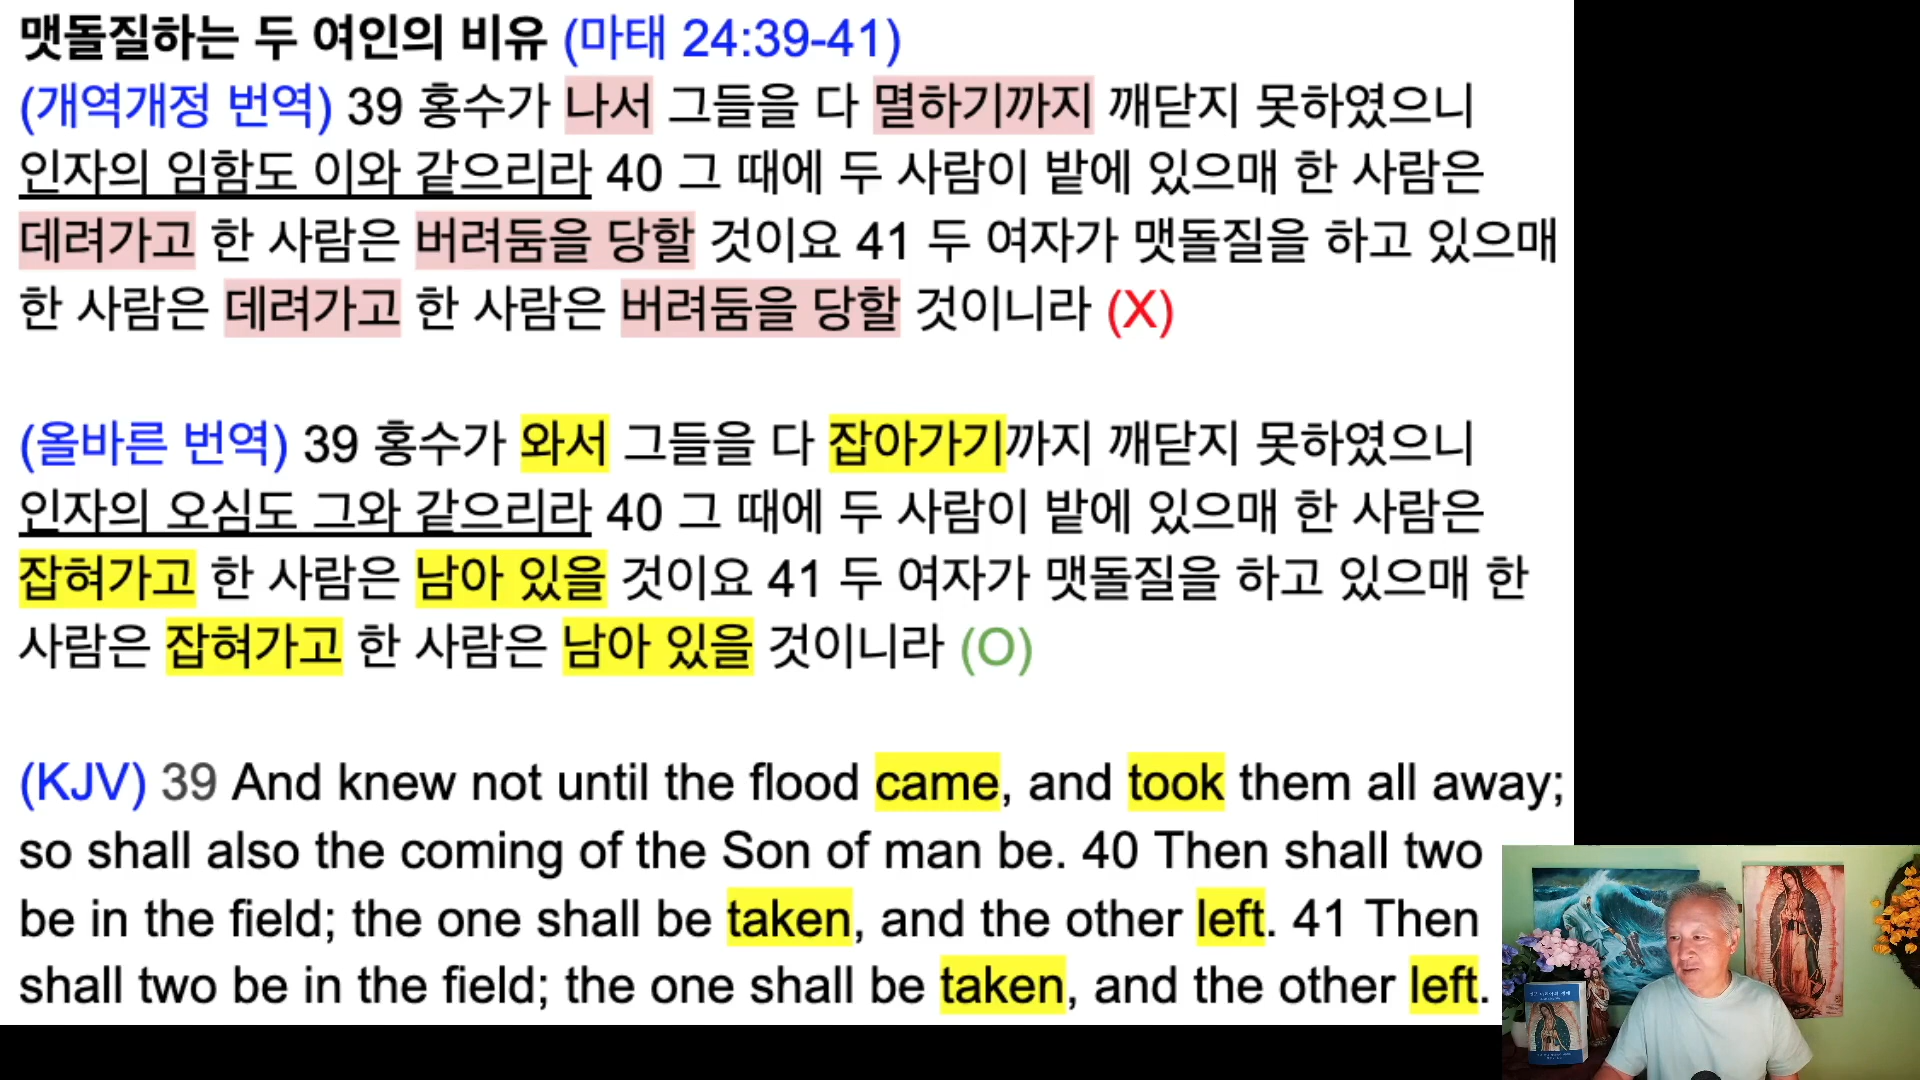 맷돌질하는 두 여인의 비유 (마태 24:39-41)
(개역개정 번역) 39 홍수가 나서 그들을 다 멸하기까지 깨닫지 못하였으니
인자의 임함도 이와 같으리라 40 그 때에 두 사람이 밭에 있으매 한 사람은
데려가고 한 사람은 버려둠을 당할 것이요 41 두 여자가 맷돌질을 하고 있으매
한 사람은 데려가고 한 사람은 버려둠을 당할 것이니라 (X)
(올바른 번역) 39 홍수가 와서 그들을 다 잡아가기까지 깨닫지 못하였으니
인자의 오심도 그와 같으리라 40 그 때에 두 사람이 밭에 있으매 한 사람은
잡혀가고 한 사람은 남아 있을 것이요 41 두 여자가 맷돌질을 하고 있으매 한
사람은 잡혀가고 한 사람은 남아 있을 것이니라 (O)
(KJV) 39 And knew not until the flood came, and took them all away;
so shall also the coming of the Son of man be. 40 Then shall two
be in the field; the one shall be taken, and the other left. 41 Then
shall two be in the field; the one shall be taken, and the other left.